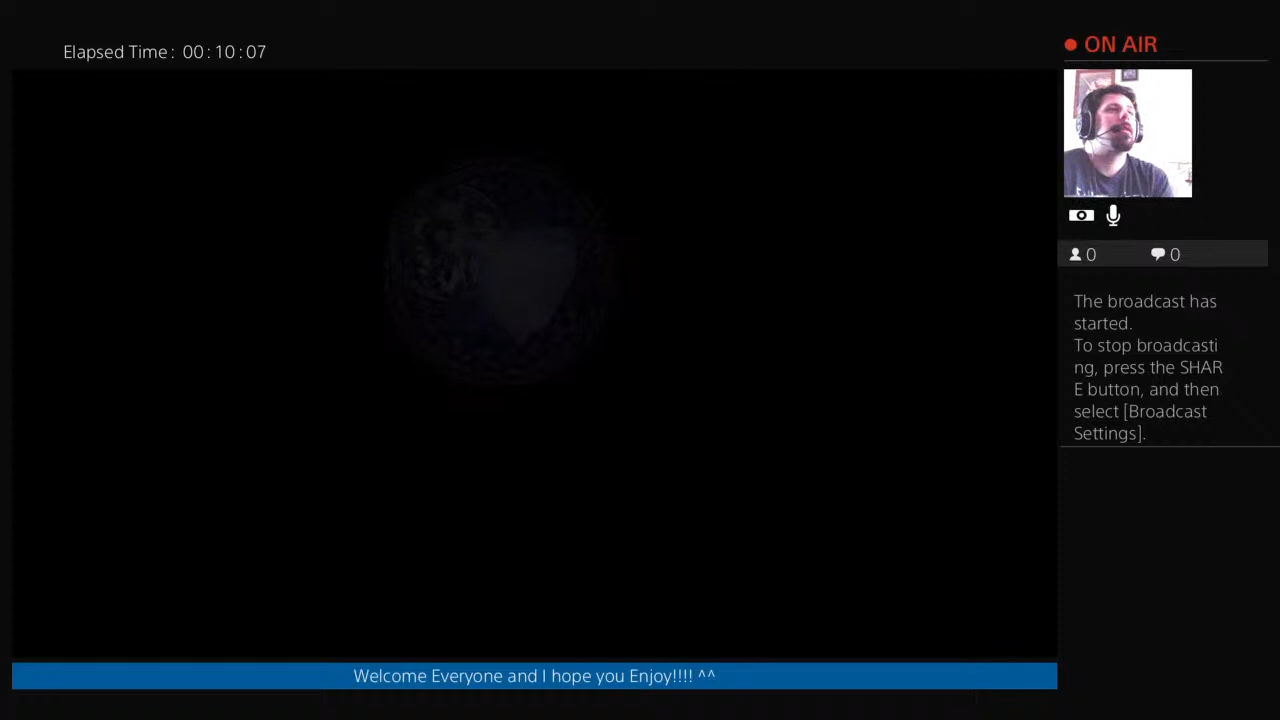 Elapsed Time: 00:10:07
ON AIR
0 0
The broadcast has
started.
To stop broadcasti
ng, press the SHAR
E button, and then
select [Broadcast
Settings].
Welcome Everyone and I hope you Enjoy!!!! ^^